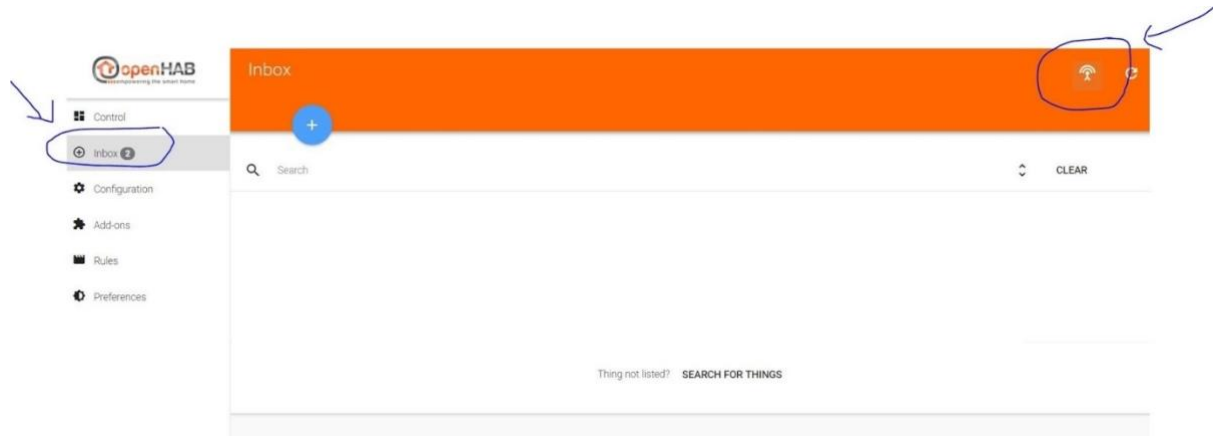 openHAB
empowering the smart home
Inbox
Control
Inbox 2
Configuration
Add-ons
Rules
Preferences
+
Search
CLEAR
Thing not listed? SEARCH FOR THINGS